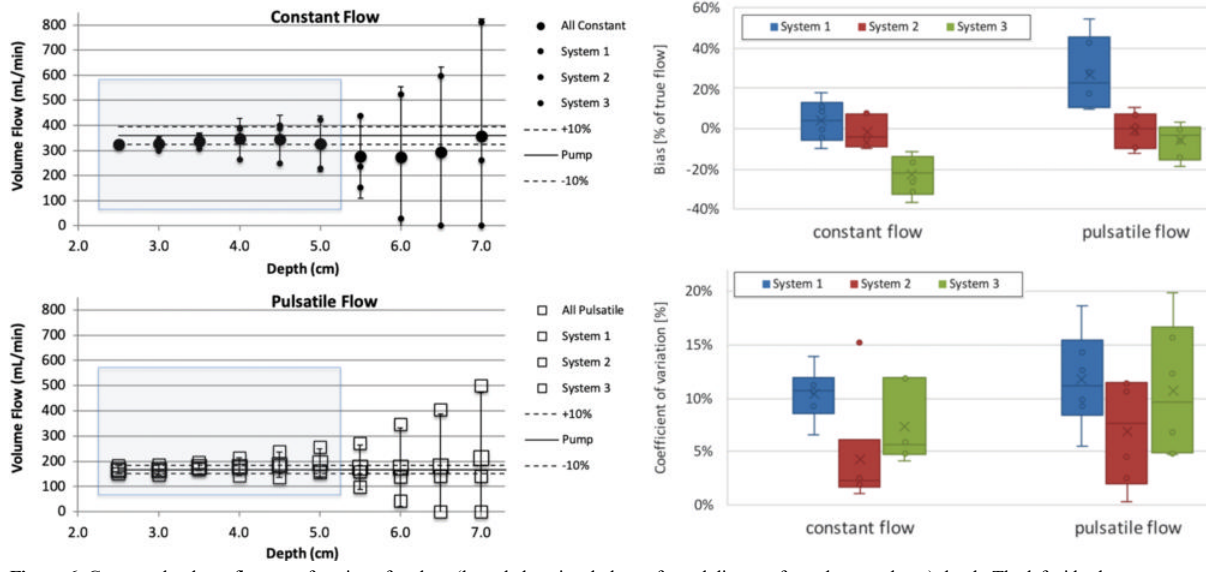 Constant Flow
Volume Flow (mL/min)
800
700
600
500
400
300
200
100
0
2.0 3.0 4.0 5.0 6.0 7.0
Depth (cm)
All Constant
System 1
System 2
System 3
+10%
Pump
-10%
Pulsatile Flow
Volume Flow (mL/min)
800
700
600
500
400
300
200
100
0
2.0 3.0 4.0 5.0 6.0 7.0
Depth (cm)
All Pulsatile
System 1
System 2
System 3
+10%
Pump
-10%
System 1 System 2 System 3
Bias [% of true flow]
60%
40%
20%
0%
-20%
-40%
constant flow pulsatile flow
System 1 System 2 System 3
Coefficient of variation [%]
20%
15%
10%
5%
0%
constant flow pulsatile flow